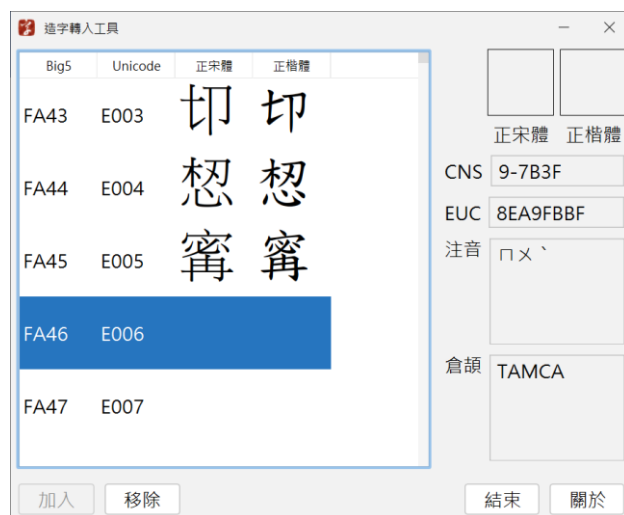 造字轉入工具
Big5 Unicode 正宋體 正楷體
FA43 E003
FA44 E004
FA45 E005 寗 寗
FA46 E006
FA47 E007
正宋體 正楷體
CNS 9-7B3F
EUC 8EA9FBBF
注音 ㄇㄨˋ
倉頡 TAMCA
加入 移除 結束 關於